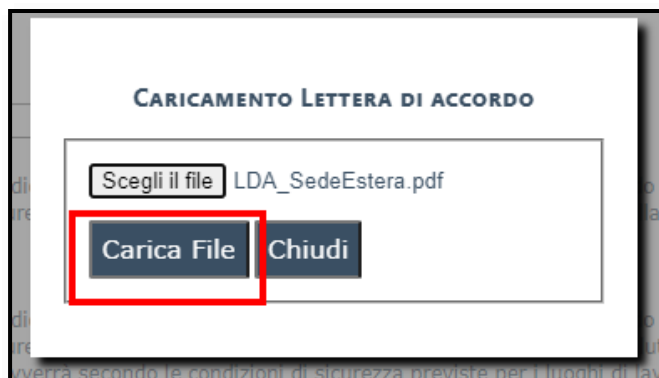 CARICAMENTO LETTERA DI ACCORDO
Scegli il file LDA_SedeEstera.pdf
Carica File Chiudi
avverrà secondo le condizioni di sicurezza previste per i luoghi di lav